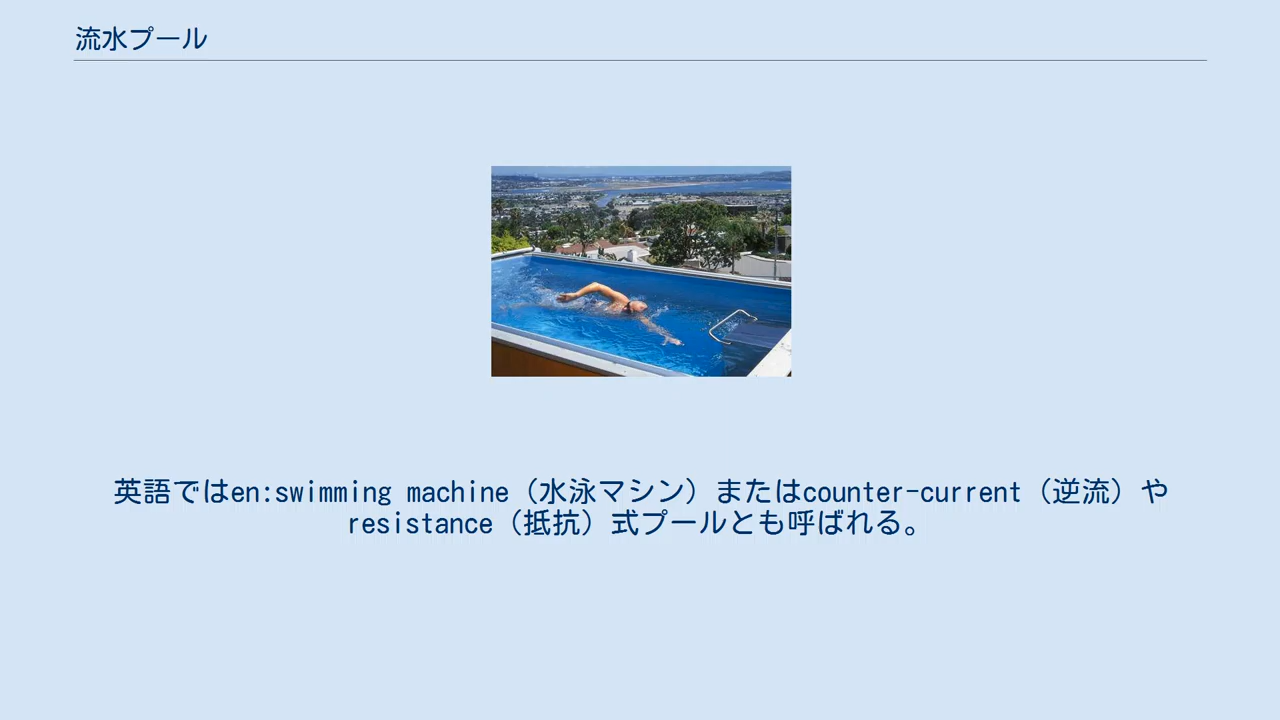 流水プール
英語ではen:swimming machine（水泳マシン）またはcounter-current（逆流）や
resistance（抵抗）式プールとも呼ばれる。